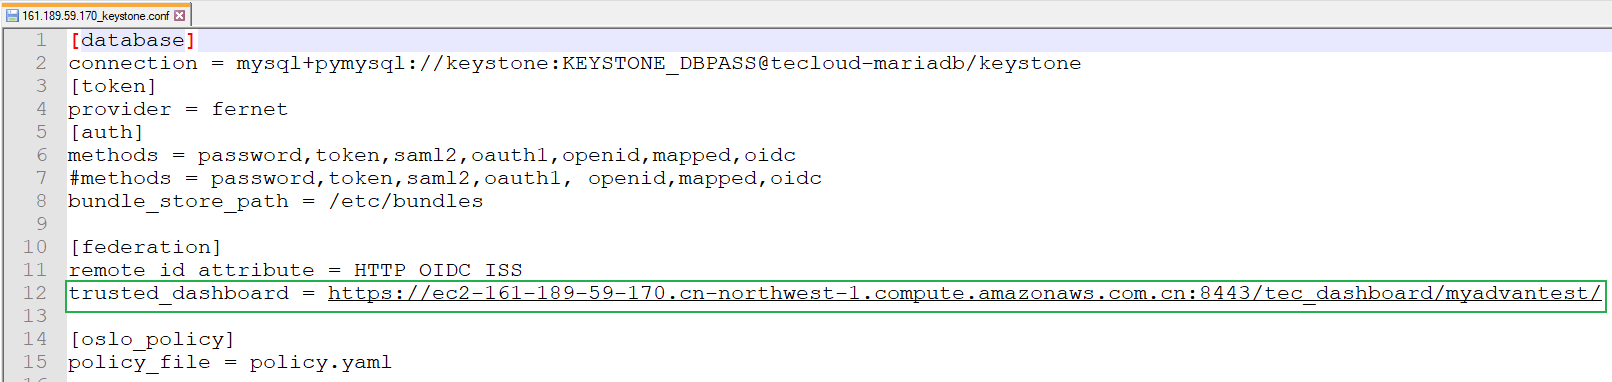 161.189.59.170_keystone.conf
1 [database]
2 connection = mysql+pymysql://keystone:KEYSTONE_DBPASS@tecloud-mariadb/keystone
3 [token]
4 provider = fernet
5 [auth]
6 methods = password,token,saml2,oauth1,openid,mapped,oidc
7 #methods = password,token,saml2,oauth1, openid,mapped,oidc
8 bundle_store_path = /etc/bundles
9
10 [federation]
11 remote_id_attribute = HTTP_OIDC_ISS
12 trusted_dashboard = https://ec2-161-189-59-170.cn-northwest-1.compute.amazonaws.com.cn:8443/tec_dashboard/myadvantest/
13
14 [oslo_policy]
15 policy_file = policy.yaml
16